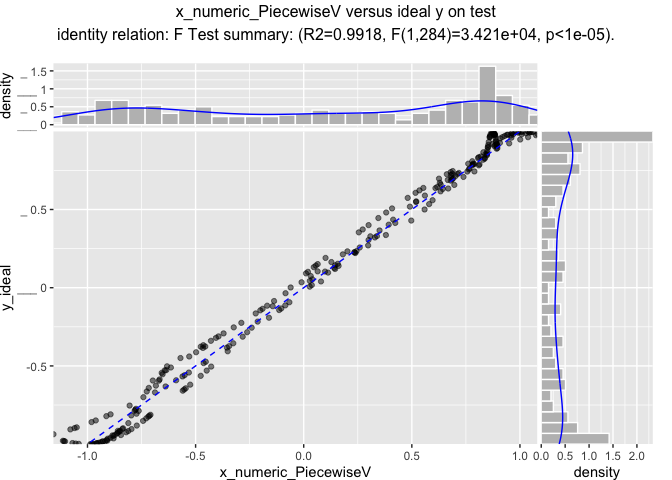 x_numeric_PiecewiseV versus ideal y on test
identity relation: F Test summary: (R2=0.9918, F(1,284)=3.421e+04, p<1e-05).
density
1.5
1
0.5
0
y_ideal
0.5
0
-0.5
-1.0
-0.5
0.0
0.5
1.0
x_numeric_PiecewiseV
0.0
0.5
1.0
1.5
2.0
density